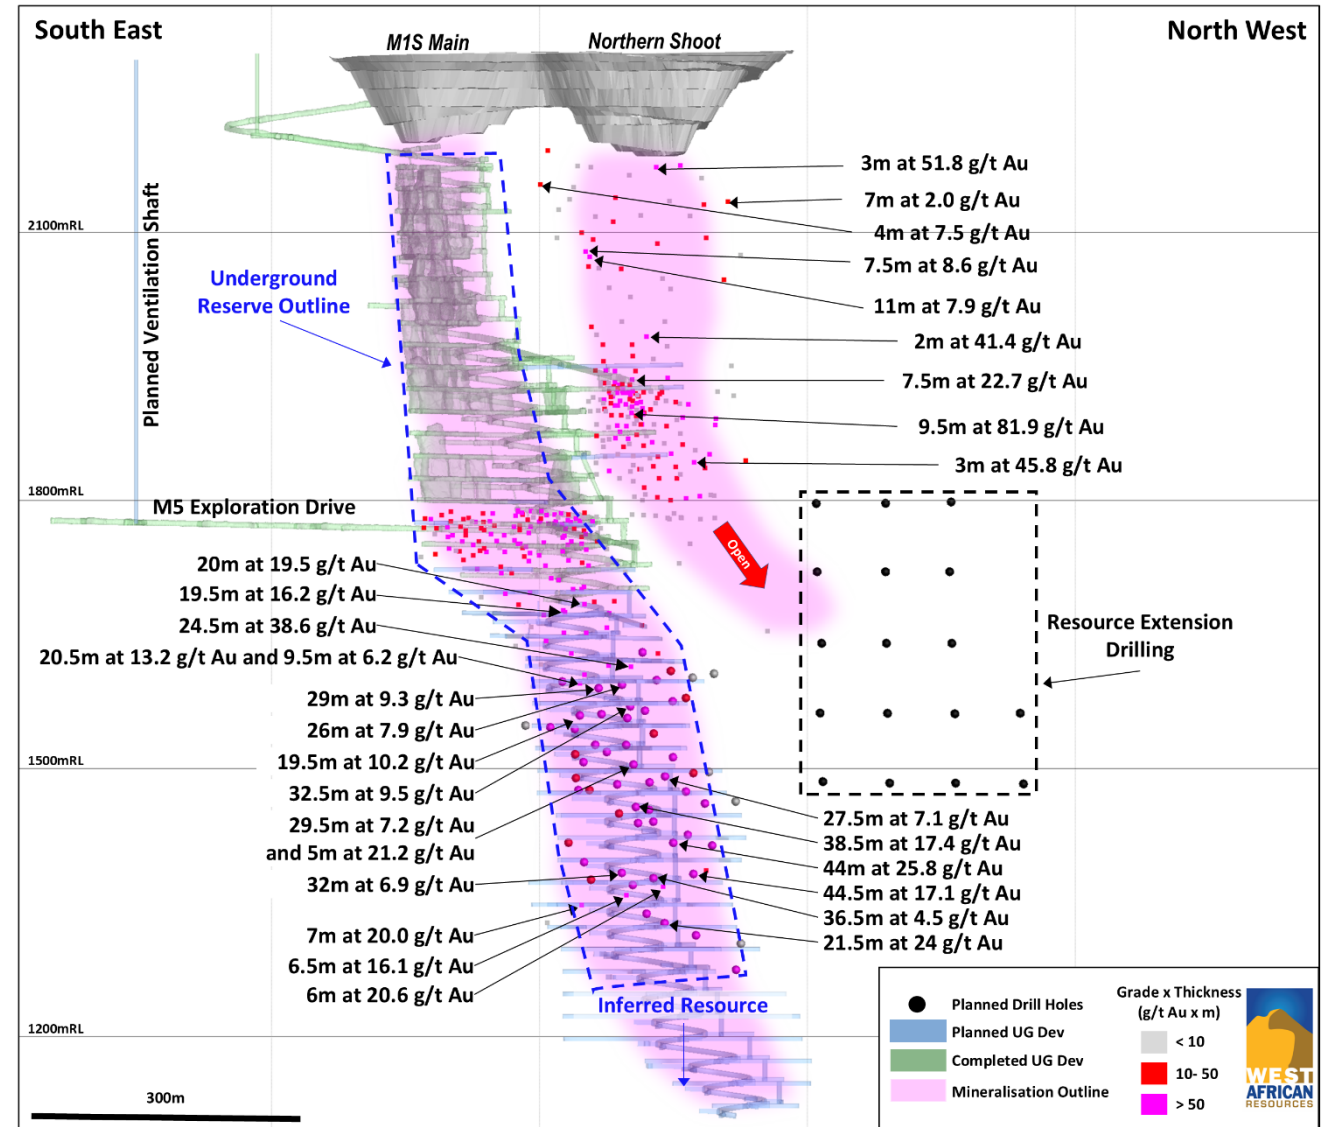 South East
M1S Main
Northern Shoot
North West
3m at 51.8 g/t Au
7m at 2.0 g/t Au
2100mRL
4m at 7.5 g/t Au
7.5m at 8.6 g/t Au
Planned Ventilation Shaft
Underground
Reserve Outline
11m at 7.9 g/t Au
2m at 41.4 g/t Au
7.5m at 22.7 g/t Au
9.5m at 81.9 g/t Au
3m at 45.8 g/t Au
1800mRL
M5 Exploration Drive
Open
20m at 19.5 g/t Au
19.5m at 16.2 g/t Au
24.5m at 38.6 g/t Au
20.5m at 13.2 g/t Au and 9.5m at 6.2 g/t Au
Resource Extension
Drilling
29m at 9.3 g/t Au
26m at 7.9 g/t Au
19.5m at 10.2 g/t Au
1500mRL
32.5m at 9.5 g/t Au
29.5m at 7.2 g/t Au
and 5m at 21.2 g/t Au
32m at 6.9 g/t Au
27.5m at 7.1 g/t Au
38.5m at 17.4 g/t Au
44m at 25.8 g/t Au
44.5m at 17.1 g/t Au
36.5m at 4.5 g/t Au
21.5m at 24 g/t Au
7m at 20.0 g/t Au
6.5m at 16.1 g/t Au
6m at 20.6 g/t Au
Inferred Resource
1200mRL
300m
Planned Drill Holes
Planned UG Dev
Completed UG Dev
Mineralisation Outline
Grade x Thickness
(g/t Au x m)
< 10
10- 50
> 50
WEST
AFRICAN
RESOURCES